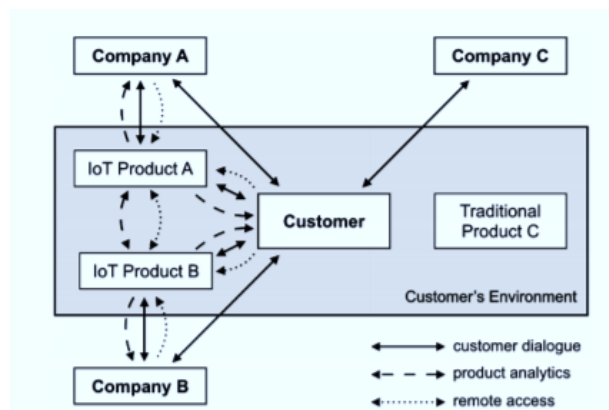 Company A
Company C
IoT Product A
Customer
Traditional
Product C
IoT Product B
Customer's Environment
Company B
customer dialogue
product analytics
remote access